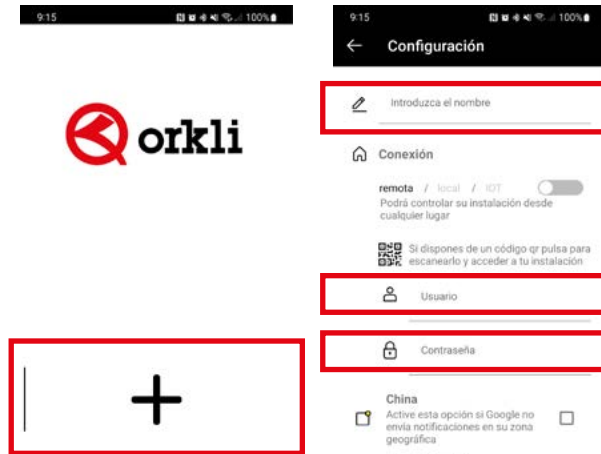 9:15
100%
orkli
9:15
100%
Configuración
Introduzca el nombre
Conexión
remota / local / IOT
Podrá controlar su instalación desde
cualquier lugar
Si dispones de un código qr pulsa para
escanearlo y acceder a tu instalación
Usuario
Contraseña
China
Active esta opción si Google no
envia notificaciones en su zona
geográfica